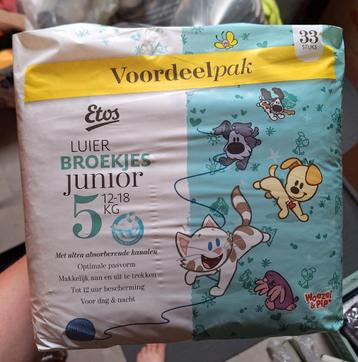 33
STUKS
Voordeelpak
Etos
LUIER
BROEKJES
junior
5
12-18
KG
Met ultra absorberende kanalen
Optimale pasvorm
Makkelijk aan en uit te trekken
Tot 12 uur bescherming
Voor dag & nacht
Woezel
& Pip